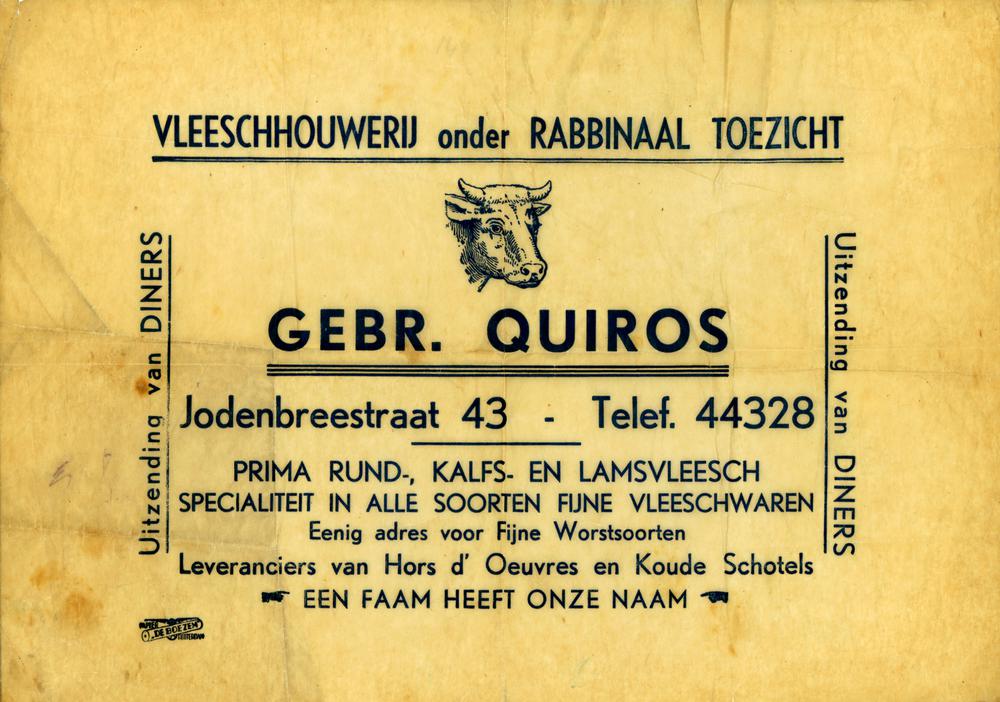 VLEESCHHOUWERIJ onder RABBINAAL TOEZICHT
Uitzending van DINERS
Uitzending van DINERS
GEBR. QUIROS
Jodenbreestraat 43 - Telef. 44328
PRIMA RUND-, KALFS- EN LAMSVLEESCH
SPECIALITEIT IN ALLE SOORTEN FIJNE VLEESCHWAREN
Eenig adres voor Fijne Worstsoorten
Leveranciers van Hors d' Oeuvres en Koude Schotels
EEN FAAM HEEFT ONZE NAAM
"DE BOEZEM"